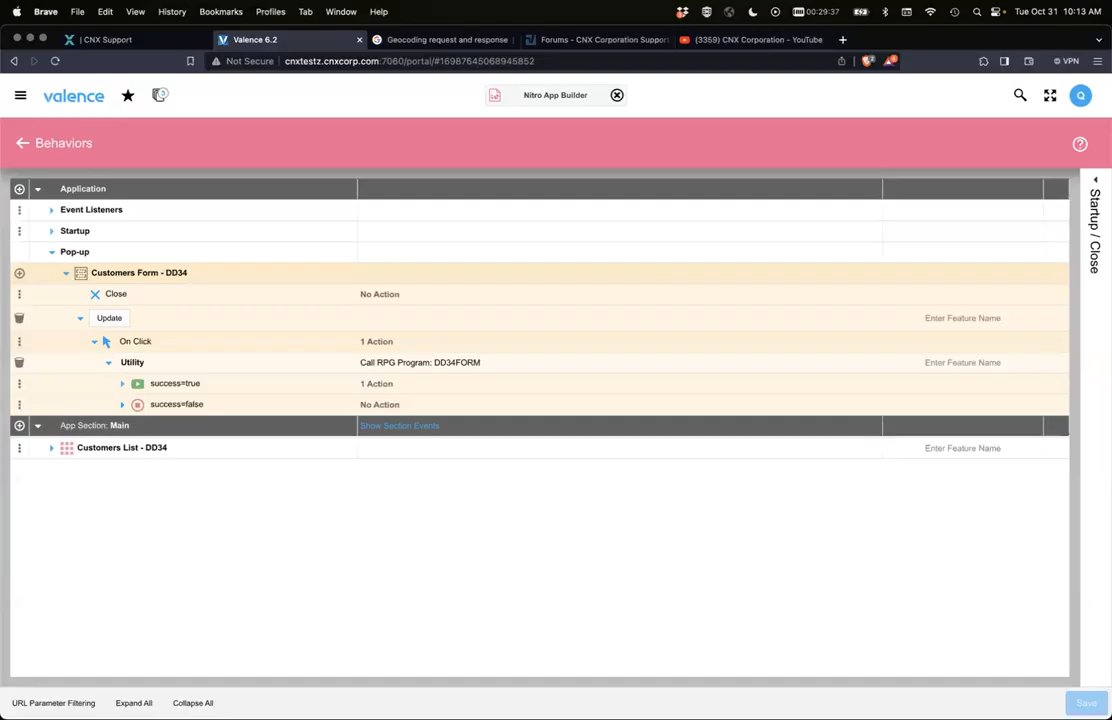 Brave File Edit View History Bookmarks Profiles Tab Window Help 00:29:37 Tue Oct 31 10:13 AM
| CNX Support Valence 6.2 Geocoding request and response Forums - CNX Corporation Support (3359) CNX Corporation - YouTube
Not Secure cnxtestz.cnxcorp.com:7060/portal/#16987645068945852 VPN
valence Nitro App Builder Q
Behaviors
Application
Event Listeners
Startup
Pop-up
Customers Form - DD34
Close No Action
Update Enter Feature Name
On Click 1 Action
Utility Call RPG Program: DD34FORM Enter Feature Name
success=true 1 Action
success=false No Action
App Section: Main Show Section Events
Customers List - DD34 Enter Feature Name
Startup / Close
URL Parameter Filtering Expand All Collapse All Save